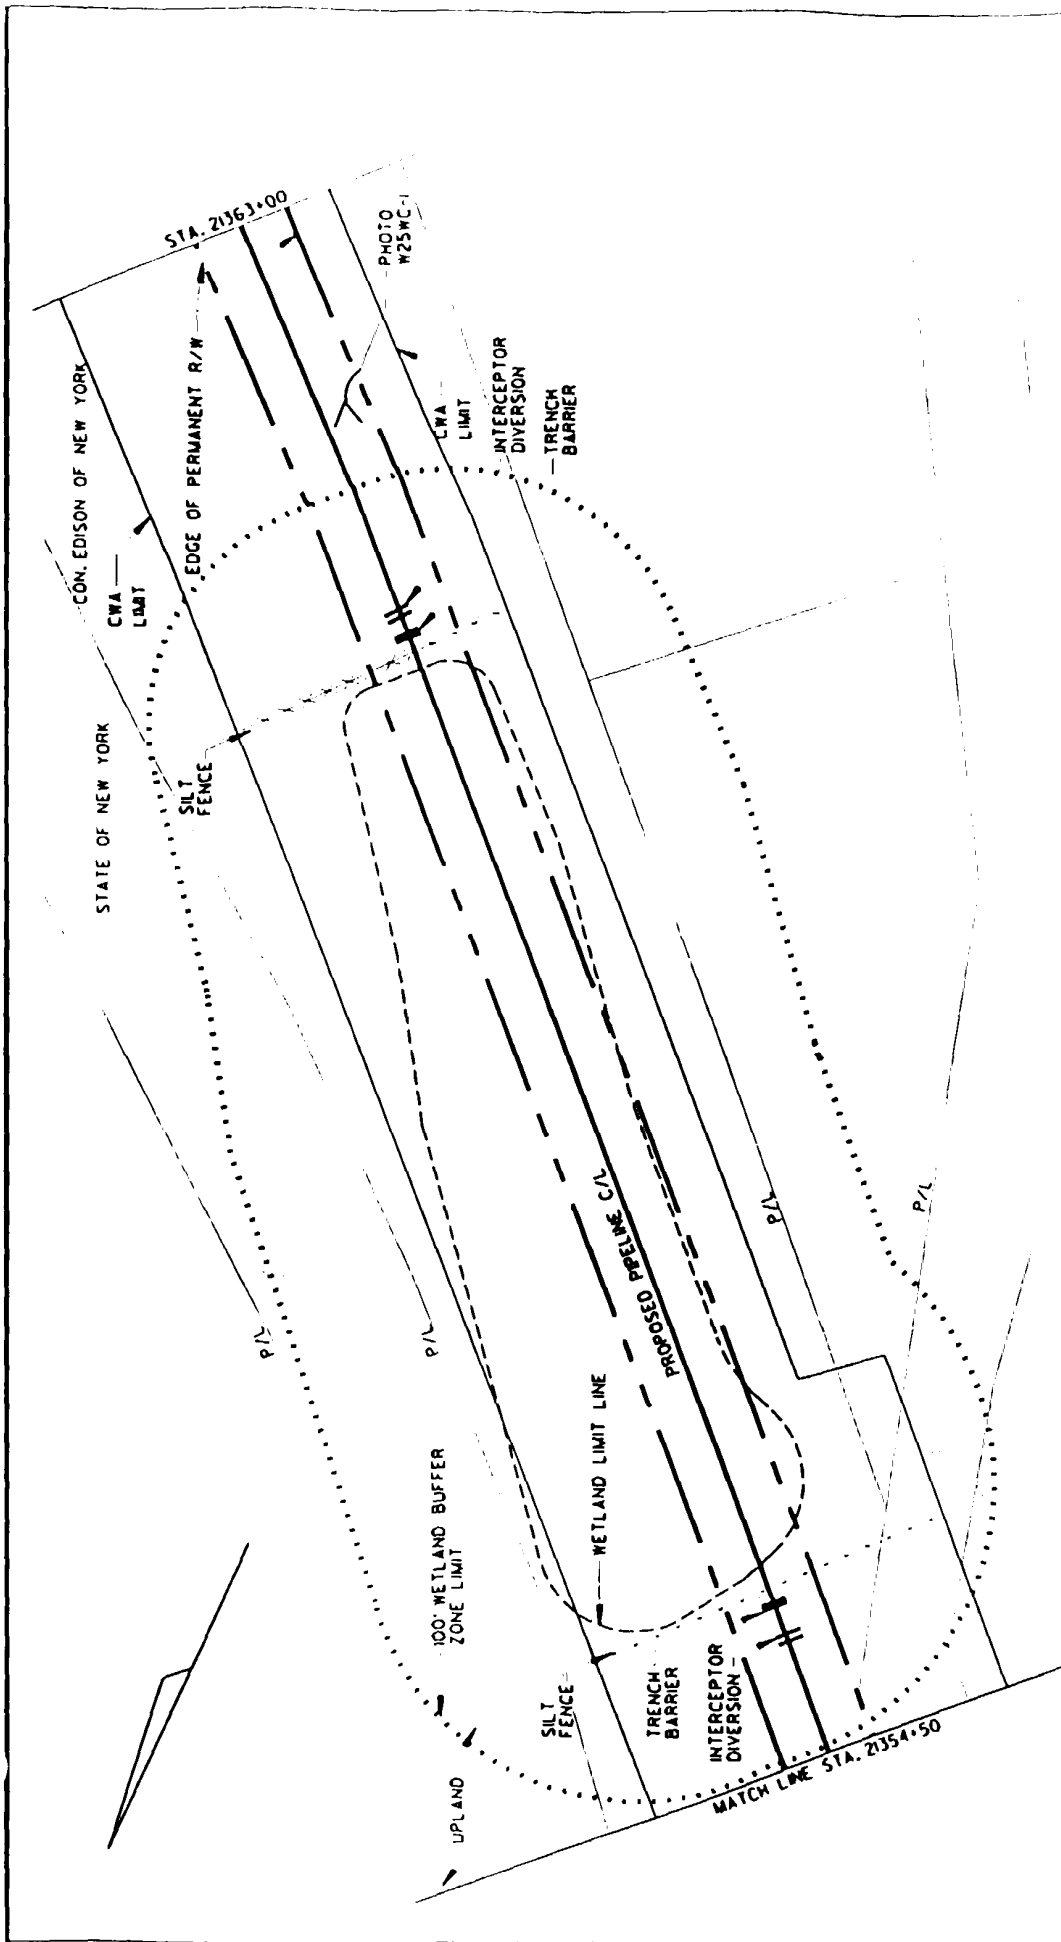 STATE OF NEW YORK
CON. EDISON OF NEW YORK
CWA
LIMIT
EDGE OF PERMANENT R/W
STA. 21363+00
PHOTO
W25WC-1
CWA
LIMIT
INTERCEPTOR
DIVERSION
TRENCH
BARRIER
SILT
FENCE
P/L
P/L
100' WETLAND BUFFER
ZONE LIMIT
WETLAND LIMIT LINE
PROPOSED PIPELINE C/L
P/L
P/L
UPLAND
SILT
FENCE
TRENCH
BARRIER
INTERCEPTOR
DIVERSION
MATCH LINE STA. 21354+50